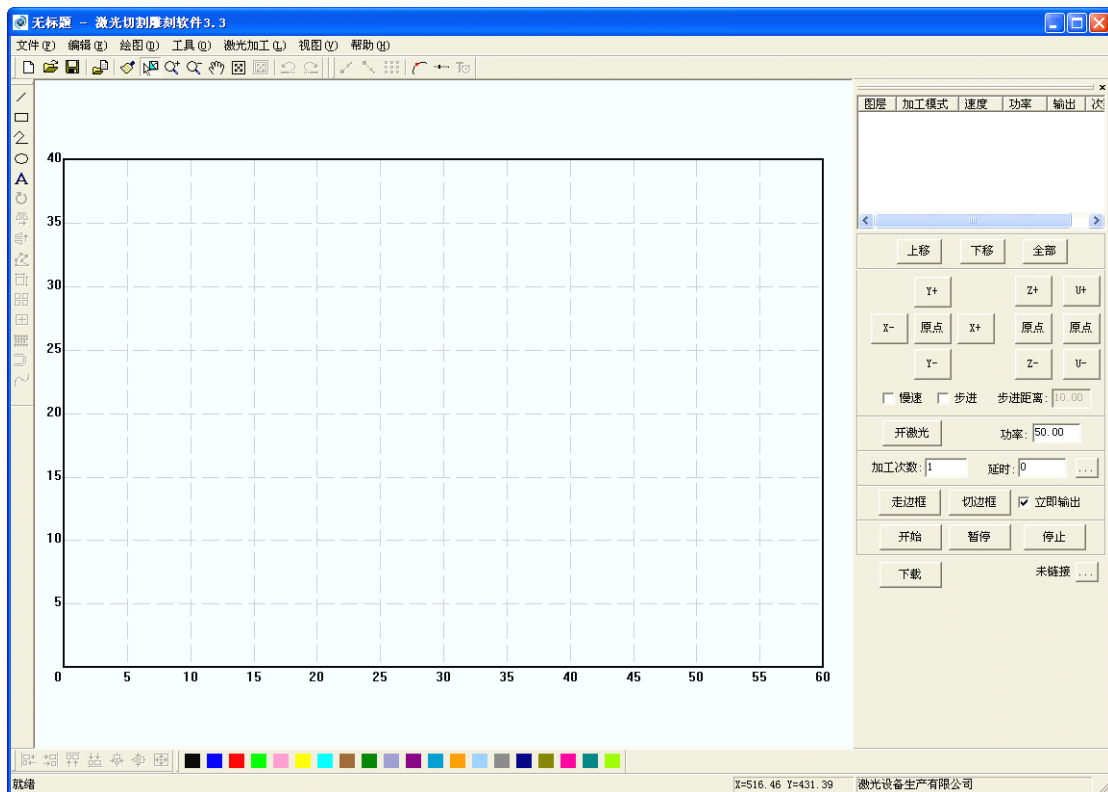 无标题 - 激光切割雕刻软件3.3
文件(F) 编辑(E) 绘图(D) 工具(O) 激光加工(L) 视图(V) 帮助(H)
图层 加工模式 速度 功率 输出 次
40
35
30
25
20
15
10
5
0 5 10 15 20 25 30 35 40 45 50 55 60
上移 下移 全部
Y+ Z+ U+
X- 原点 X+ 原点 原点
Y- Z- U-
慢速 步进 步进距离: 10.00
开激光 功率: 50.00
加工次数: 1 延时: 0 ...
走边框 切边框 立即输出
开始 暂停 停止
下载 未链接 ...
就绪 X=516.46 Y=431.39 激光设备生产有限公司